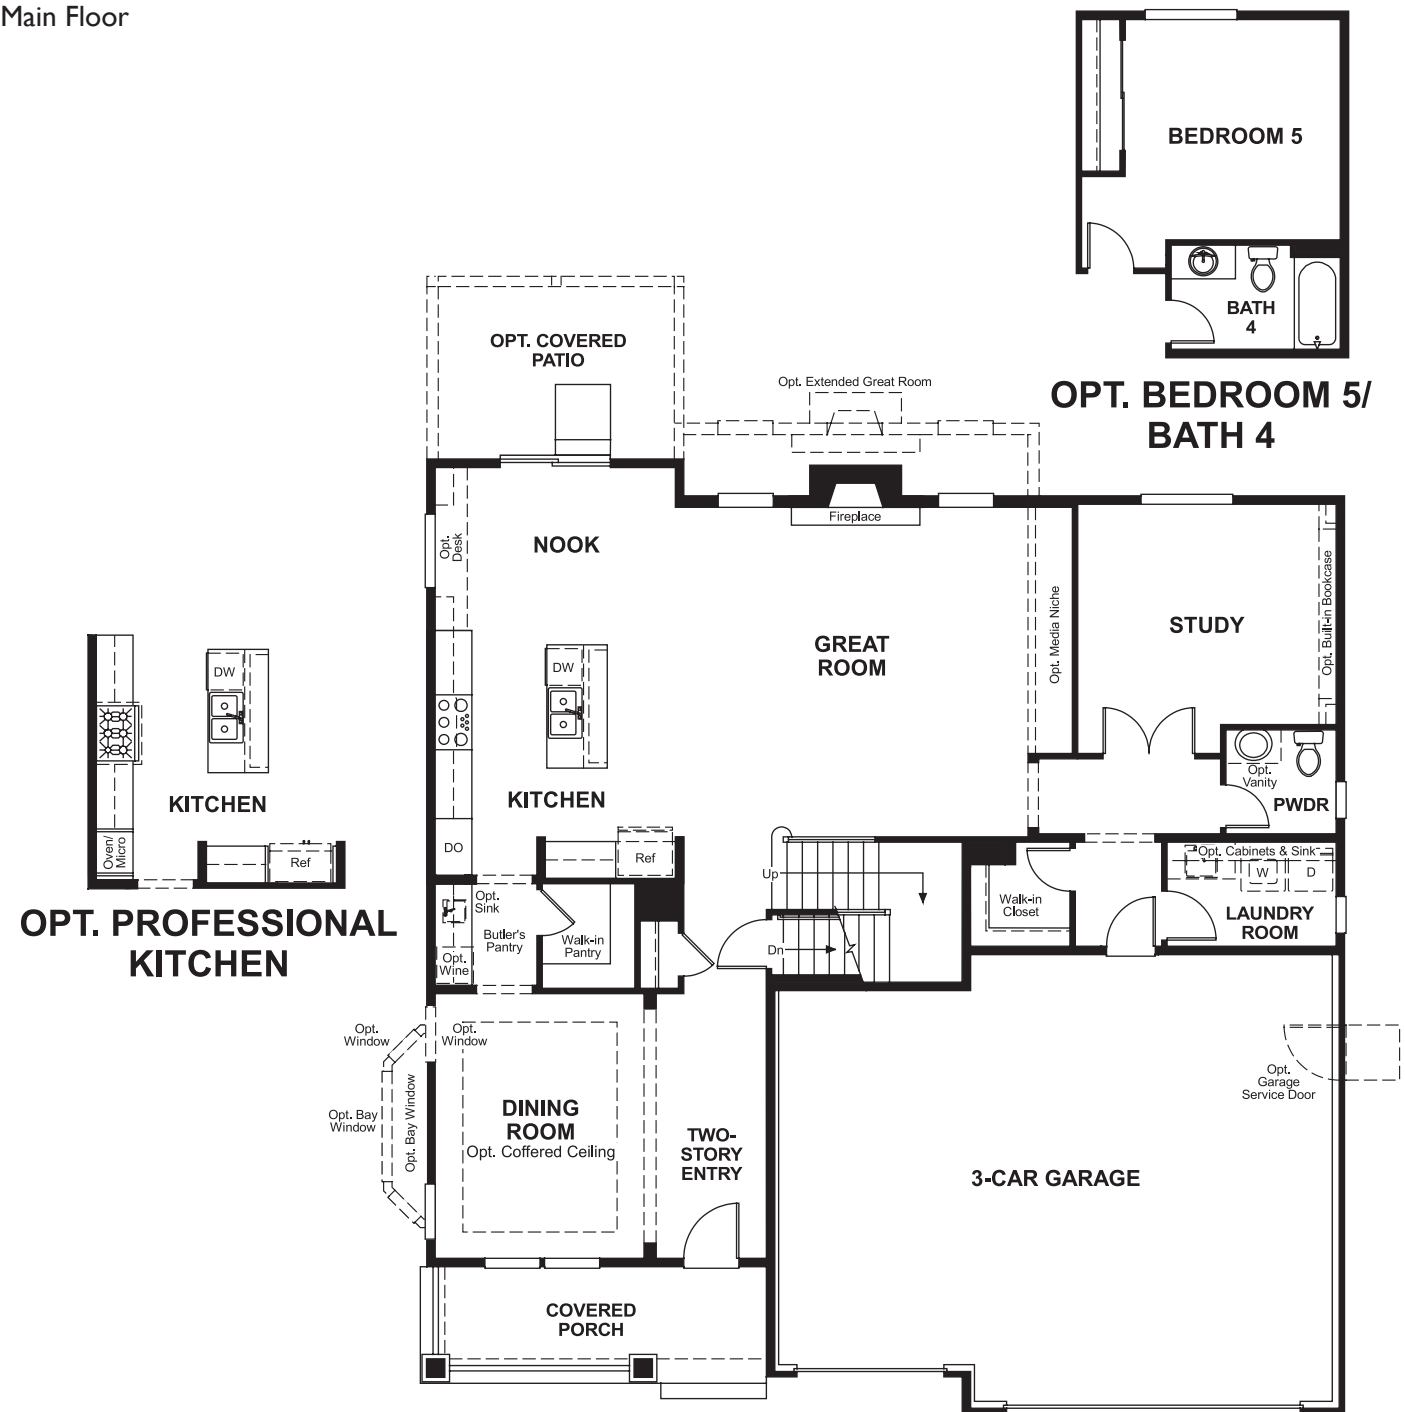 Main Floor
BEDROOM 5
BATH
4
OPT. BEDROOM 5/
BATH 4
OPT. COVERED
PATIO
Opt. Extended Great Room
Fireplace
NOOK
Opt.
Desk
GREAT
ROOM
Opt. Media Niche
STUDY
Opt. Built-in Bookcase
DW
KITCHEN
DO
Ref
Opt.
Vanity
PWDR
DW
KITCHEN
Oven/
Micro
Ref
OPT. PROFESSIONAL
KITCHEN
Opt.
Sink
Butler's
Pantry
Opt.
Wine
Walk-in
Pantry
Up
Dn
Walk-in
Closet
Opt. Cabinets & Sink
W
D
LAUNDRY
ROOM
Opt.
Window
Opt.
Window
Opt. Bay
Window
Opt. Bay Window
DINING
ROOM
Opt. Coffered Ceiling
TWO-
STORY
ENTRY
Opt.
Garage
Service Door
3-CAR GARAGE
COVERED
PORCH